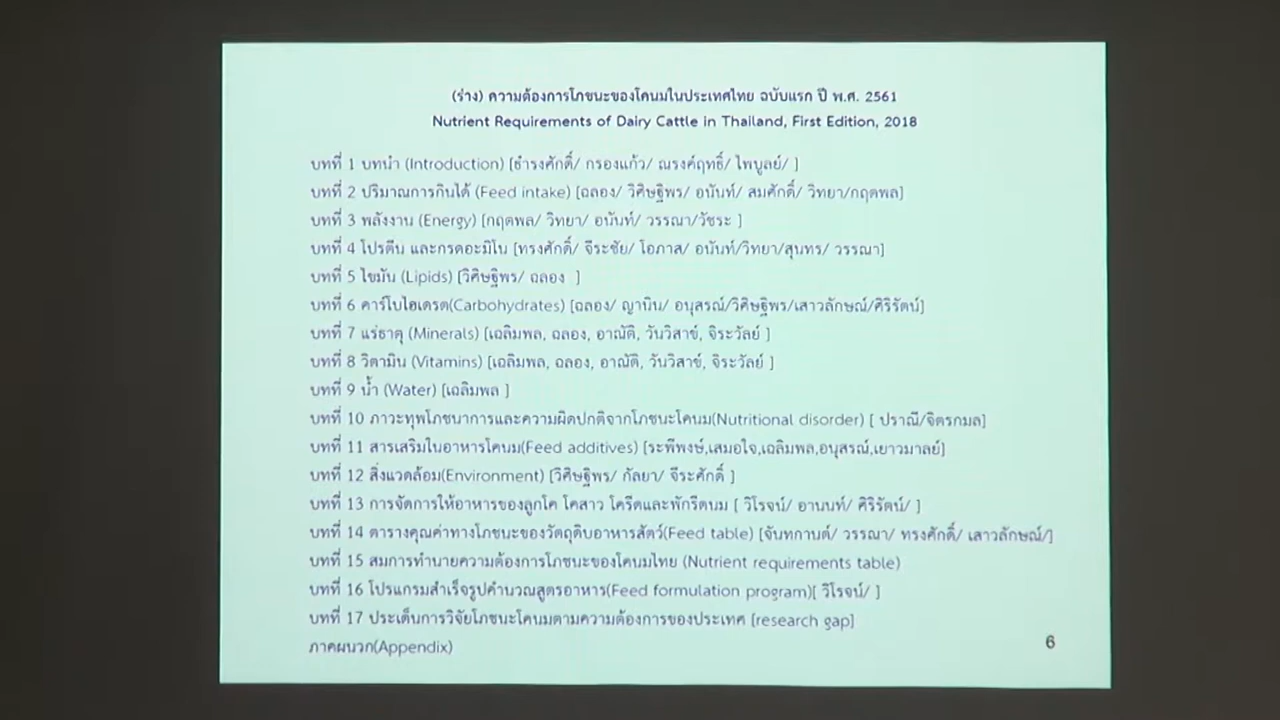 (ร่าง) ความต้องการโภชนะของโคนมในประเทศไทย ฉบับแรก ปี พ.ศ. 2561
Nutrient Requirements of Dairy Cattle in Thailand, First Edition, 2018
บทที่ 1 บทนำ (Introduction) [ธำรงศักดิ์/ กรองแก้ว/ ณรงค์ฤทธิ์/ ไพบูลย์/ ]
บทที่ 2 ปริมาณการกินได้ (Feed intake) [ฉลอง/ วิศิษฐิพร/ อนันท์/ สมศักดิ์/ วิทยา/กฤตพล]
บทที่ 3 พลังงาน (Energy) [กฤตพล/ วิทยา/ อนันท์/ วรรณา/วัชระ ]
บทที่ 4 โปรตีน และกรดอะมิโน [ทรงศักดิ์/ จีระชัย/ โอภาส/ อนันท์/วิทยา/สุนทร/ วรรณา]
บทที่ 5 ไขมัน (Lipids) [วิศิษฐิพร/ ฉลอง ]
บทที่ 6 คาร์โบไฮเดรต(Carbohydrates) [ฉลอง/ ญานิน/ อนุสรณ์/วิศิษฐิพร/เสาวลักษณ์/ศิริรัตน์]
บทที่ 7 แร่ธาตุ (Minerals) [เฉลิมพล, ฉลอง, อาณัติ, วันวิสาข์, จิระวัลย์ ]
บทที่ 8 วิตามิน (Vitamins) [เฉลิมพล, ฉลอง, อาณัติ, วันวิสาข์, จิระวัลย์ ]
บทที่ 9 น้ำ (Water) [เฉลิมพล ]
บทที่ 10 ภาวะทุพโภชนาการและความผิดปกติจากโภชนะโคนม(Nutritional disorder) [ ปราณี/จิตรกมล]
บทที่ 11 สารเสริมในอาหารโคนม(Feed additives) [ระพีพงษ์,เสมอใจ,เฉลิมพล,อนุสรณ์,เยาวมาลย์]
บทที่ 12 สิ่งแวดล้อม(Environment) [วิศิษฐิพร/ กัลยา/ จีระศักดิ์ ]
บทที่ 13 การจัดการให้อาหารของลูกโค โคสาว โครีดและพักรีดนม [ วิโรจน์/ อานนท์/ ศิริรัตน์/ ]
บทที่ 14 ตารางคุณค่าทางโภชนะของวัตถุดิบอาหารสัตว์(Feed table) [จันทกานต์/ วรรณา/ ทรงศักดิ์/ เสาวลักษณ์/]
บทที่ 15 สมการทำนายความต้องการโภชนะของโคนมไทย (Nutrient requirements table)
บทที่ 16 โปรแกรมสำเร็จรูปคำนวณสูตรอาหาร(Feed formulation program)[ วิโรจน์/ ]
บทที่ 17 ประเด็นการวิจัยโภชนะโคนมตามความต้องการของประเทศ [research gap]
ภาคผนวก(Appendix)
6